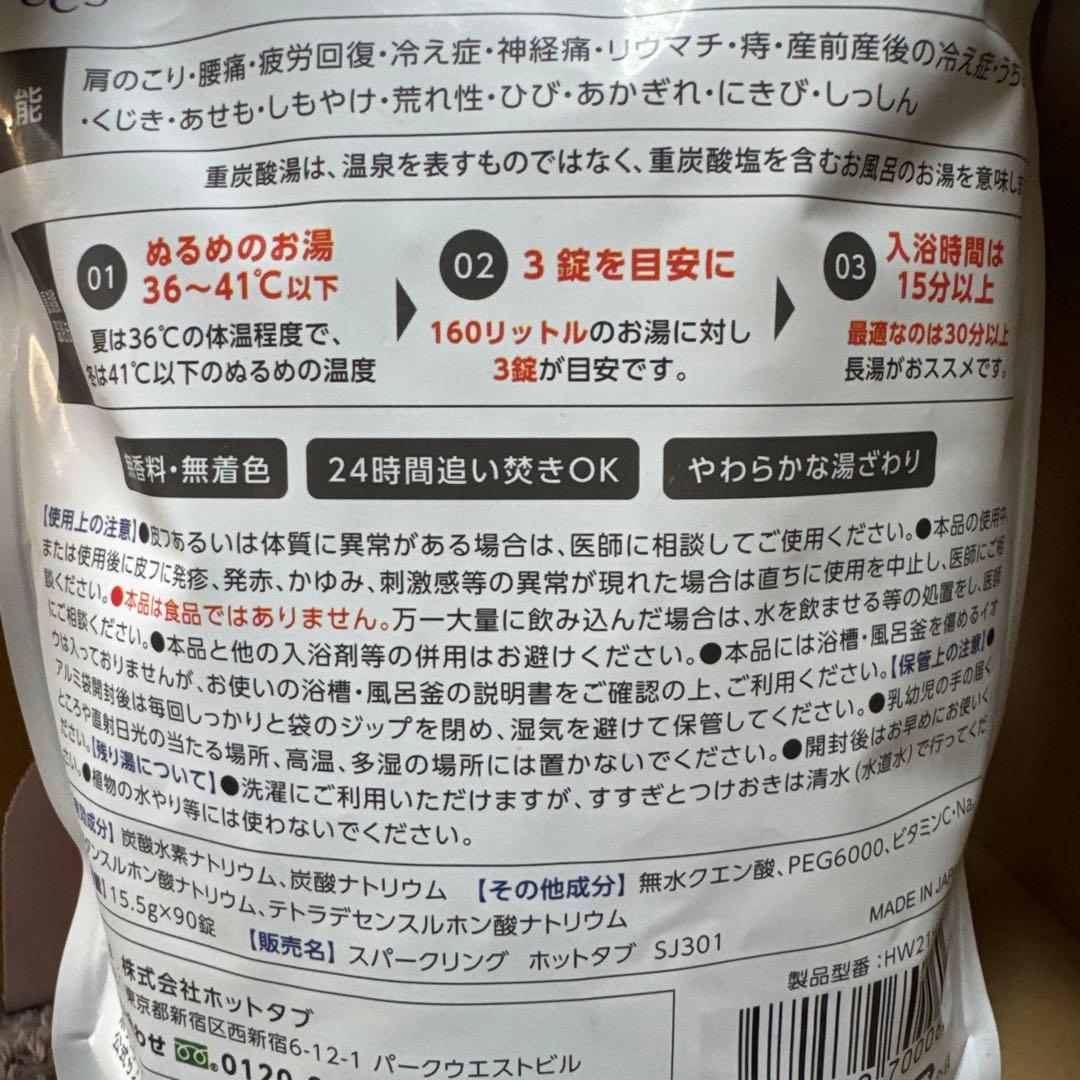 能
肩のこり・腰痛・疲労回復・冷え症・神経痛・リウマチ・痔・産前産後の冷え症・うち
・くじき・あせも・しもやけ・荒れ性・ひび・あかぎれ・にきび・しっしん
重炭酸湯は、温泉を表すものではなく、重炭酸塩を含むお風呂のお湯を意味しま
01 ぬるめのお湯
36～41℃以下
夏は36℃の体温程度で、
冬は41℃以下のぬるめの温度
02 3錠を目安に
160リットルのお湯に対し
3錠が目安です。
03 入浴時間は
15分以上
最適なのは30分以上
長湯がおススメです。
無香料・無着色
24時間追い焚きOK
やわらかな湯ざわり
【使用上の注意】●皮フあるいは体質に異常がある場合は、医師に相談してご使用ください。●本品の使用中、
または使用後に皮フに発疹、発赤、かゆみ、刺激感等の異常が現れた場合は直ちに使用を中止し、医師にご相
談ください。●本品は食品ではありません。万一大量に飲み込んだ場合は、水を飲ませる等の処置をし、医師
にご相談ください。●本品と他の入浴剤等の併用はお避けください。●本品には浴槽・風呂釜を傷めるイオ
ウは入っておりませんが、お使いの浴槽・風呂釜の説明書をご確認の上、ご利用ください。【保管上の注意】●
アルミ袋開封後は毎回しっかりと袋のジップを閉め、湿気を避けて保管してください。●乳幼児の手の届く
ところや直射日光の当たる場所、高温、多湿の場所には置かないでください。●開封後はお早めにお使いく
ださい。【残り湯について】●洗濯にご利用いただけますが、すすぎとつけおきは清水(水道水)で行ってくだ
さい。●植物の水やり等には使わないでください。
成分】炭酸水素ナトリウム、炭酸ナトリウム 【その他成分】無水クエン酸、PEG6000、ビタミンC・Na、
ンスルホン酸ナトリウム、テトラデセンスルホン酸ナトリウム
】15.5g×90錠 【販売名】スパークリング ホットタブ SJ301
MADE IN JAPA
製品型番:HW21
株式会社ホットタブ
東京都新宿区西新宿6-12-1 パークウエストビル
わせ 0120
公式サ
70000